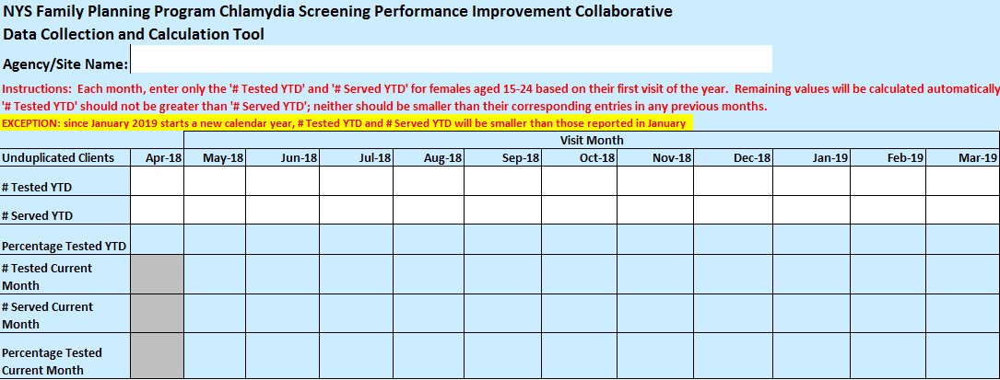 NYS Family Planning Program Chlamydia Screening Performance Improvement Collaborative
Data Collection and Calculation Tool
Agency/Site Name:
Instructions: Each month, enter only the '# Tested YTD' and '# Served YTD' for females aged 15-24 based on their first visit of the year. Remaining values will be calculated automatically
'# Tested YTD' should not be greater than '# Served YTD'; neither should be smaller than their corresponding entries in any previous months.
EXCEPTION: since January 2019 starts a new calendar year, # Tested YTD and # Served YTD will be smaller than those reported in January
Visit Month
Unduplicated Clients Apr-18 May-18 Jun-18 Jul-18 Aug-18 Sep-18 Oct-18 Nov-18 Dec-18 Jan-19 Feb-19 Mar-19
# Tested YTD
# Served YTD
Percentage Tested YTD
# Tested Current
Month
# Served Current
Month
Percentage Tested
Current Month